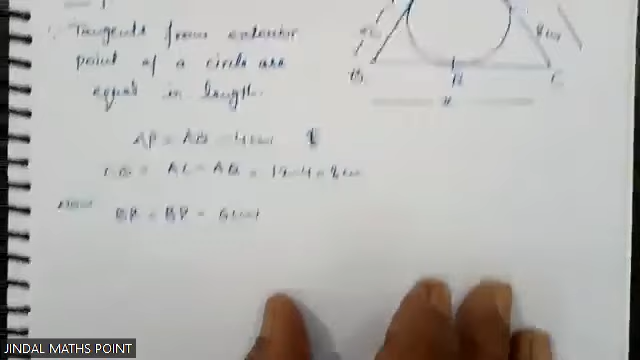 Tangents from exterior
point of a circle are
equal in length.
B
R
C
AP = AQ = 4cm
CQ = AC - AQ = 12-4 = 8cm
Now
BR = BP = 6cm
JINDAL MATHS POINT